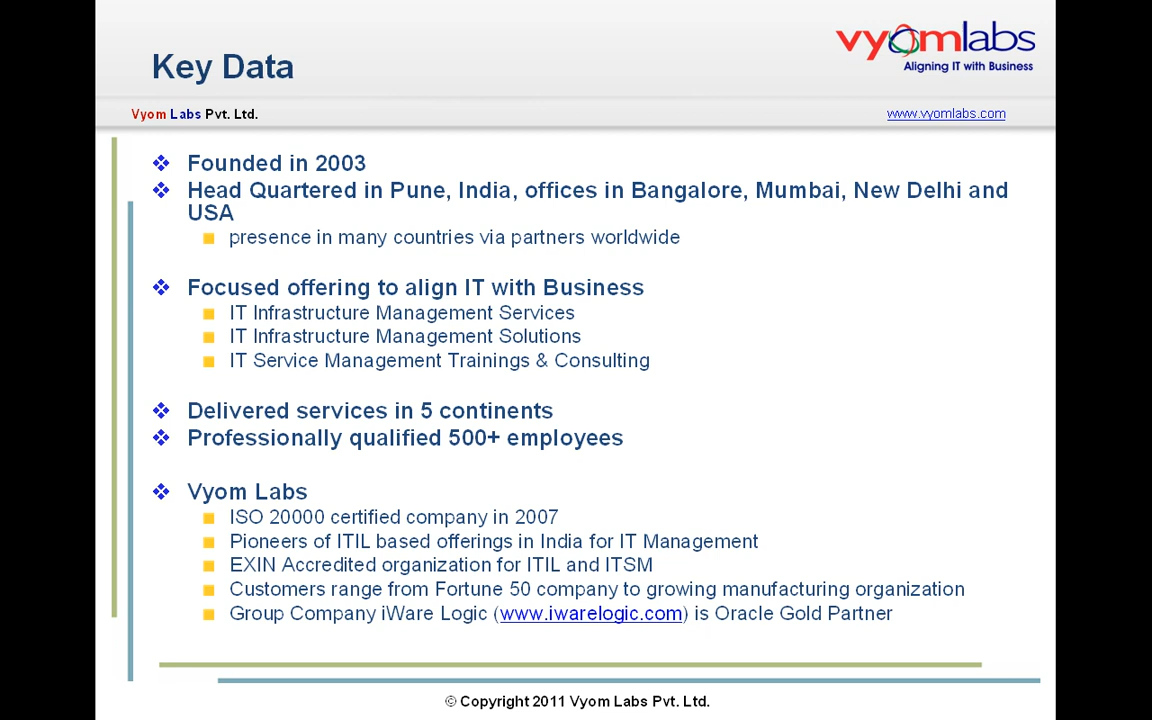 Key Data
vyomlabs
Aligning IT with Business
Vyom Labs Pvt. Ltd.
www.vyomlabs.com
Founded in 2003
Head Quartered in Pune, India, offices in Bangalore, Mumbai, New Delhi and
USA
presence in many countries via partners worldwide
Focused offering to align IT with Business
IT Infrastructure Management Services
IT Infrastructure Management Solutions
IT Service Management Trainings & Consulting
Delivered services in 5 continents
Professionally qualified 500+ employees
Vyom Labs
ISO 20000 certified company in 2007
Pioneers of ITIL based offerings in India for IT Management
EXIN Accredited organization for ITIL and ITSM
Customers range from Fortune 50 company to growing manufacturing organization
Group Company iWare Logic (www.iwarelogic.com) is Oracle Gold Partner
© Copyright 2011 Vyom Labs Pvt. Ltd.